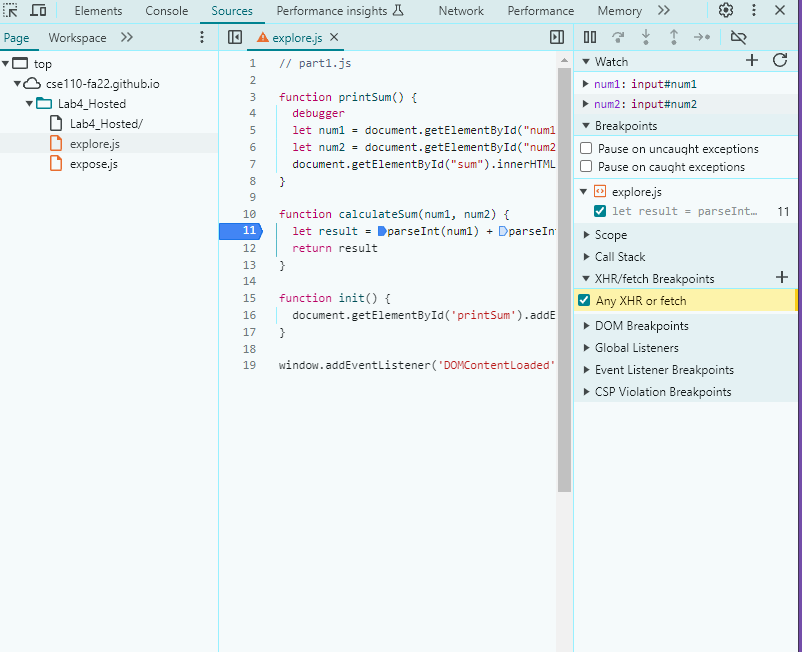 Elements Console Sources Performance insights Network Performance Memory
Page Workspace
explore.js
top
cse110-fa22.github.io
Lab4_Hosted
Lab4_Hosted/
explore.js
expose.js
1 // part1.js
2
3 function printSum() {
4 debugger
5 let num1 = document.getElementById("num1
6 let num2 = document.getElementById("num2
7 document.getElementById("sum").innerHTML
8 }
9
10 function calculateSum(num1, num2) {
11 let result = parseInt(num1) + parseIn
12 return result
13 }
14
15 function init() {
16 document.getElementById('printSum').addE
17 }
18
19 window.addEventListener('DOMContentLoaded'
Watch
num1: input#num1
num2: input#num2
Breakpoints
Pause on uncaught exceptions
Pause on caught exceptions
explore.js
let result = parseInt… 11
Scope
Call Stack
XHR/fetch Breakpoints
Any XHR or fetch
DOM Breakpoints
Global Listeners
Event Listener Breakpoints
CSP Violation Breakpoints